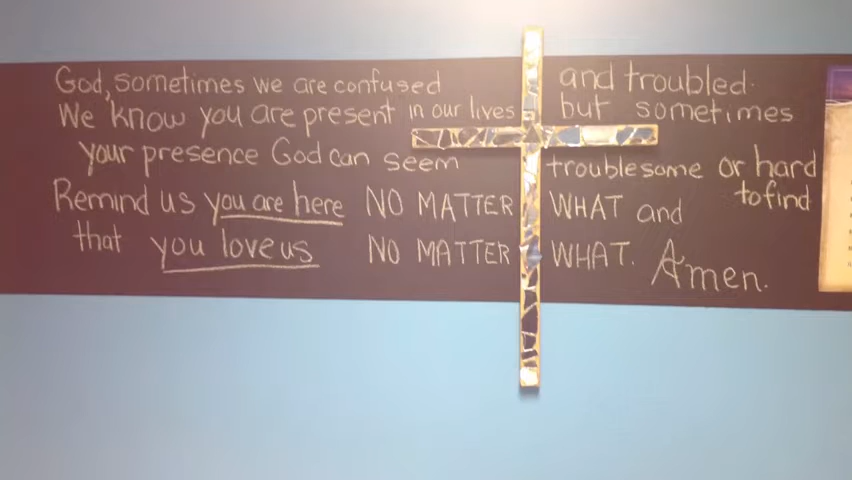 God, sometimes we are confused and troubled.
We know you are present in our lives but sometimes
your presence God can seem troublesome or hard
to find
Remind us you are here NO MATTER WHAT and
that you love us NO MATTER WHAT. Amen.